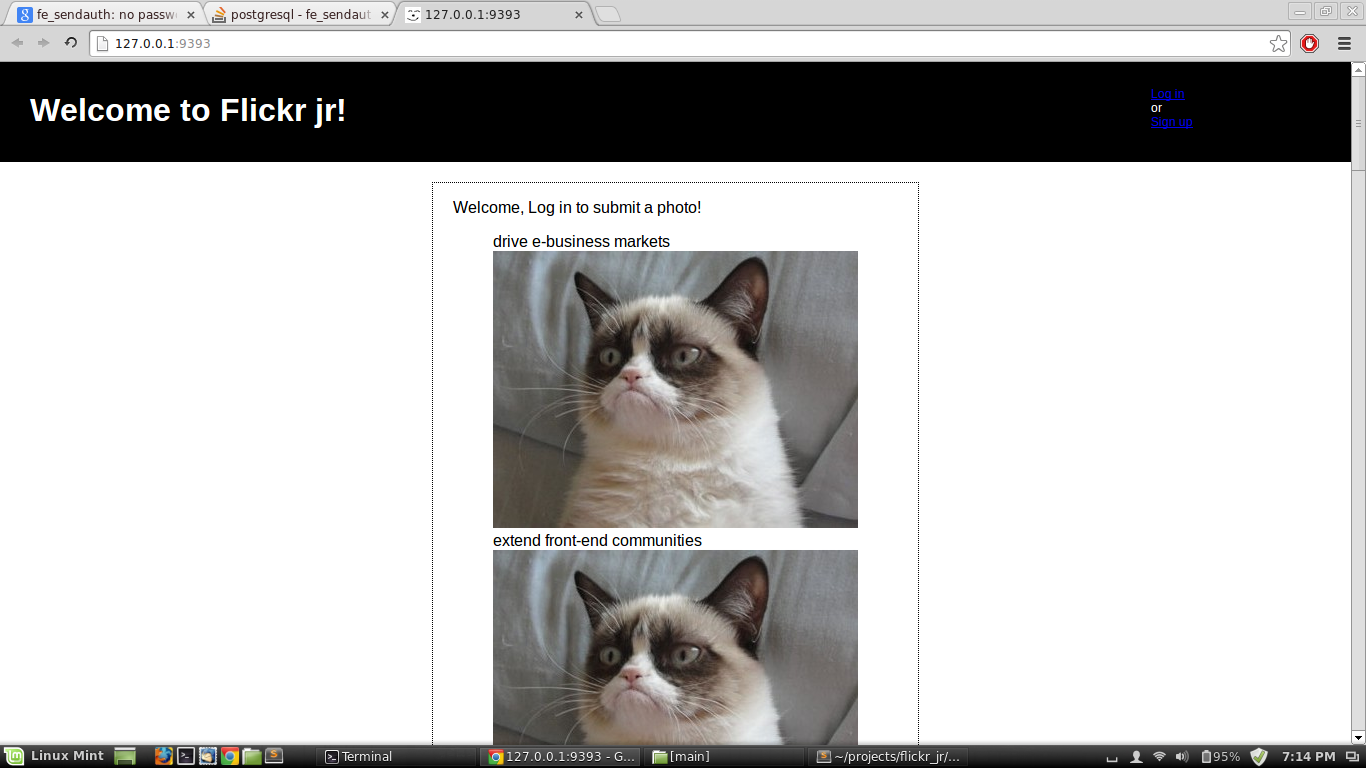 fe_sendauth: no passw
postgresql - fe_sendaut
127.0.0.1:9393
127.0.0.1:9393
Welcome to Flickr jr!
Log in
or
Sign up
Welcome, Log in to submit a photo!
drive e-business markets
extend front-end communities
Linux Mint
Terminal
127.0.0.1:9393 - G...
[main]
~/projects/flickr_jr/...
95%
7:14 PM